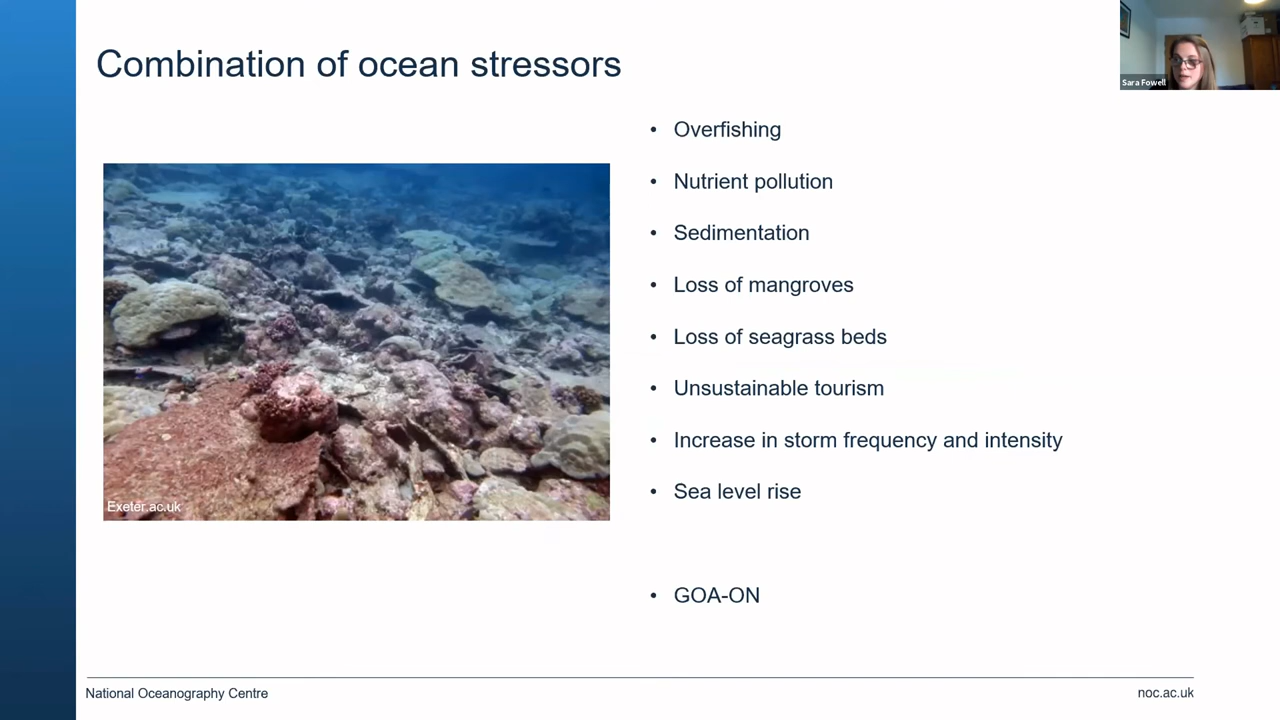 Combination of ocean stressors
Sara Fowell
• Overfishing
• Nutrient pollution
• Sedimentation
• Loss of mangroves
• Loss of seagrass beds
• Unsustainable tourism
• Increase in storm frequency and intensity
• Sea level rise
Exeter.ac.uk
• GOA-ON
National Oceanography Centre
noc.ac.uk